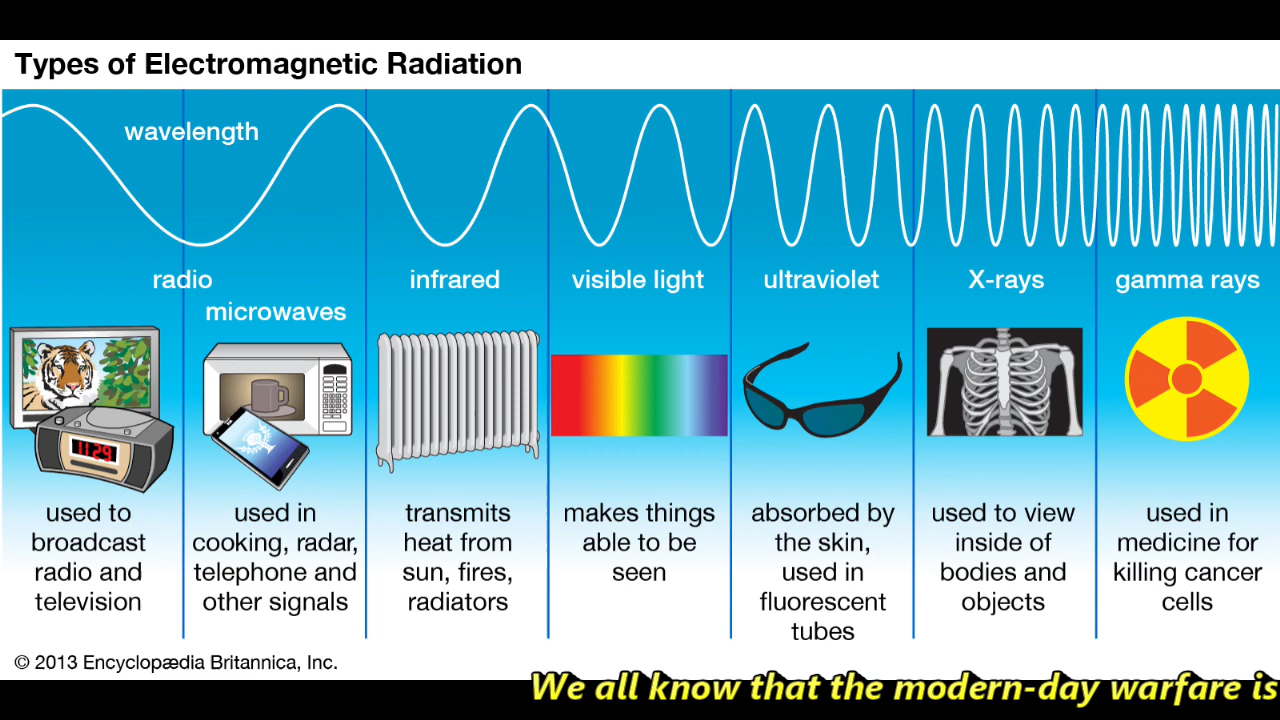 Types of Electromagnetic Radiation
wavelength
radio
microwaves
infrared
visible light
ultraviolet
X-rays
gamma rays
11:29
used to
broadcast
radio and
television
used in
cooking, radar,
telephone and
other signals
transmits
heat from
sun, fires,
radiators
makes things
able to be
seen
absorbed by
the skin,
used in
fluorescent
tubes
used to view
inside of
bodies and
objects
used in
medicine for
killing cancer
cells
© 2013 Encyclopædia Britannica, Inc.
We all know that the modern-day warfare is